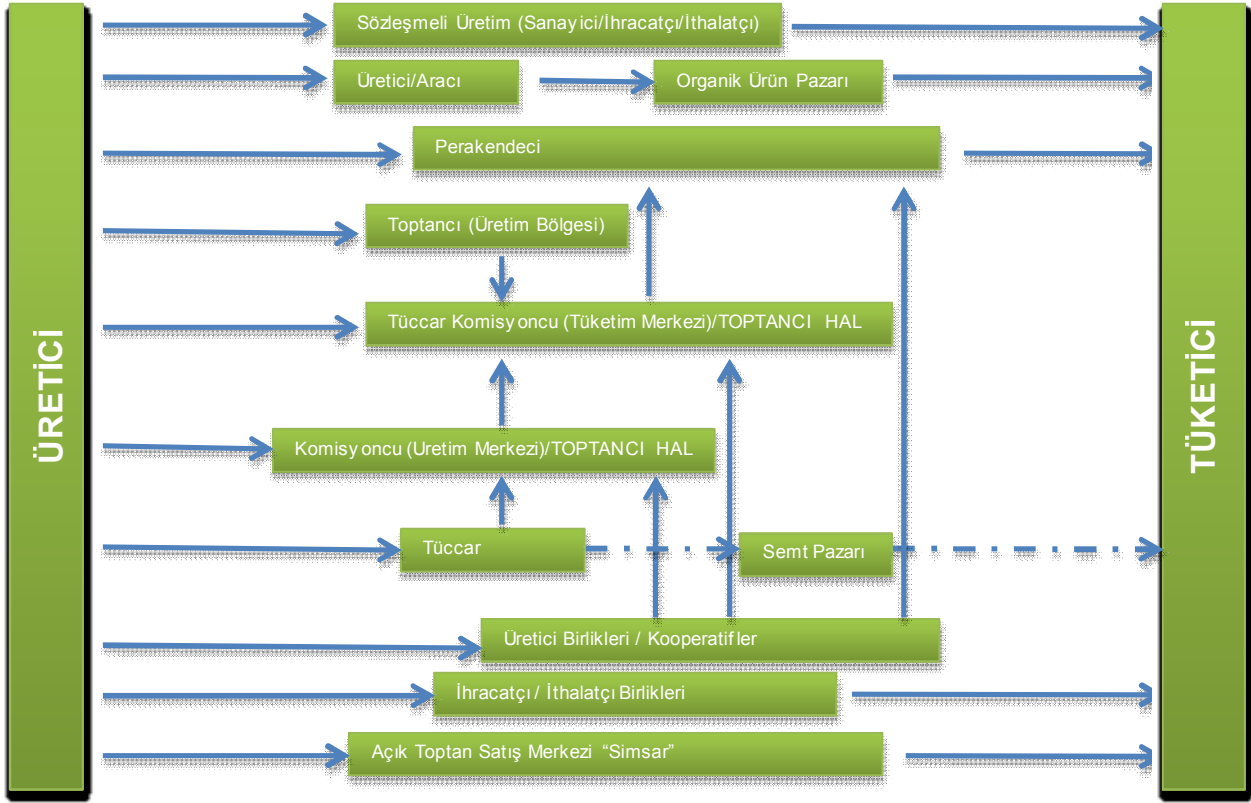 ÜRETİCİ
Sözleşmeli Üretim (Sanayici/İhracatçı/İthalatçı)
Üretici/Aracı
Organik Ürün Pazarı
Perakendeci
Toptancı (Üretim Bölgesi)
Tüccar Komisyoncu (Tüketim Merkezi)/TOPTANCI HAL
Komisyoncu (Uretim Merkezi)/TOPTANCI HAL
Tüccar
Semt Pazarı
Üretici Birlikleri / Kooperatifler
İhracatçı / İthalatçı Birlikleri
Açık Toptan Satış Merkezi “Simsar”
TÜKETİCİ